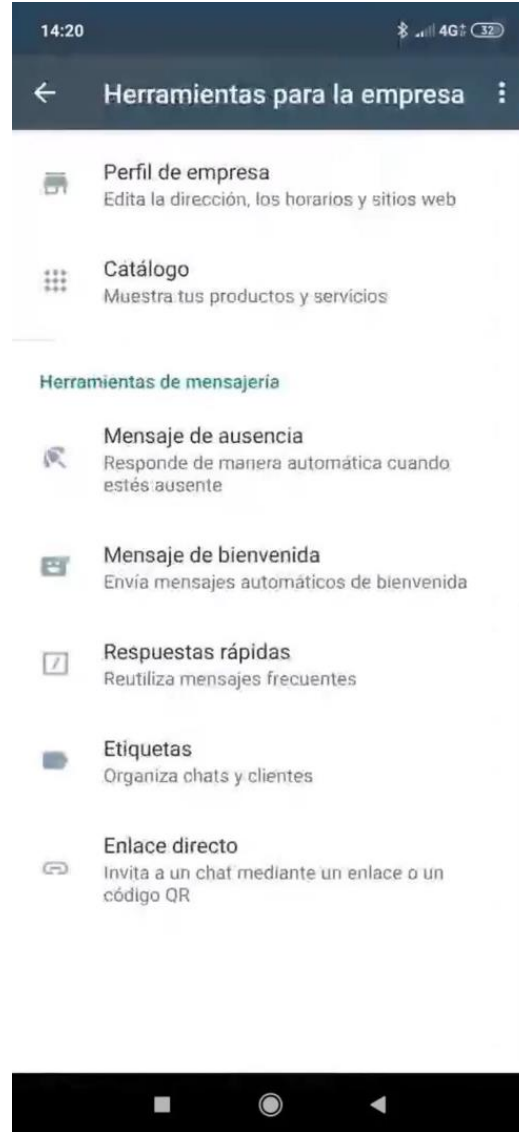 14:20
4G 32
Herramientas para la empresa
Perfil de empresa
Edita la dirección, los horarios y sitios web
Catálogo
Muestra tus productos y servicios
Herramientas de mensajería
Mensaje de ausencia
Responde de manera automática cuando
estés ausente
Mensaje de bienvenida
Envía mensajes automáticos de bienvenida
Respuestas rápidas
Reutiliza mensajes frecuentes
Etiquetas
Organiza chats y clientes
Enlace directo
Invita a un chat mediante un enlace o un
código QR